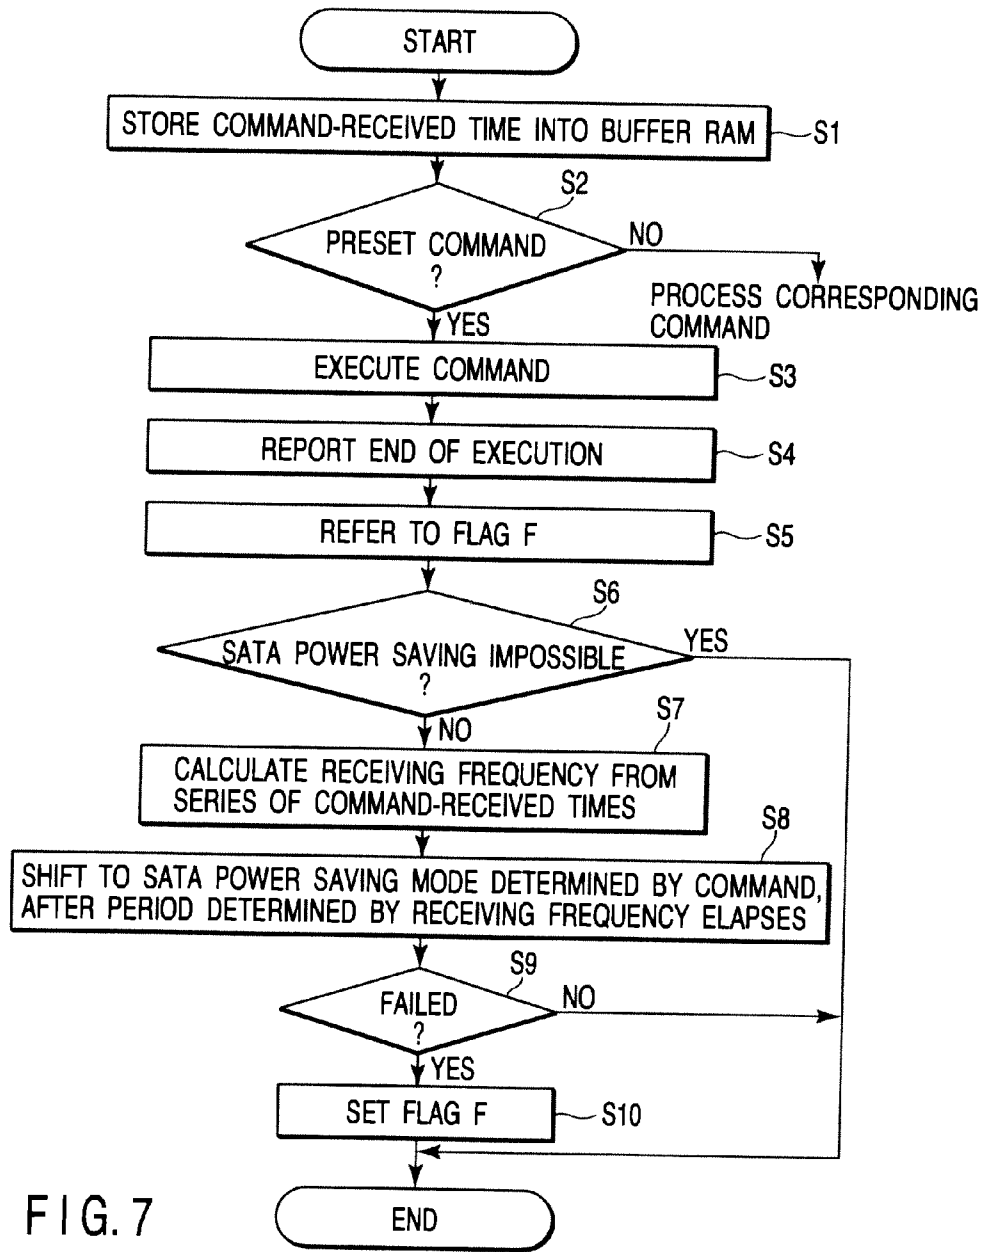 START
STORE COMMAND-RECEIVED TIME INTO BUFFER RAM
S1
S2
PRESET COMMAND
?
NO
PROCESS CORRESPONDING
COMMAND
YES
EXECUTE COMMAND
S3
REPORT END OF EXECUTION
S4
REFER TO FLAG F
S5
S6
SATA POWER SAVING IMPOSSIBLE
?
YES
NO
S7
CALCULATE RECEIVING FREQUENCY FROM
SERIES OF COMMAND-RECEIVED TIMES
S8
SHIFT TO SATA POWER SAVING MODE DETERMINED BY COMMAND,
AFTER PERIOD DETERMINED BY RECEIVING FREQUENCY ELAPSES
S9
FAILED
?
NO
YES
SET FLAG F
S10
END
FIG. 7